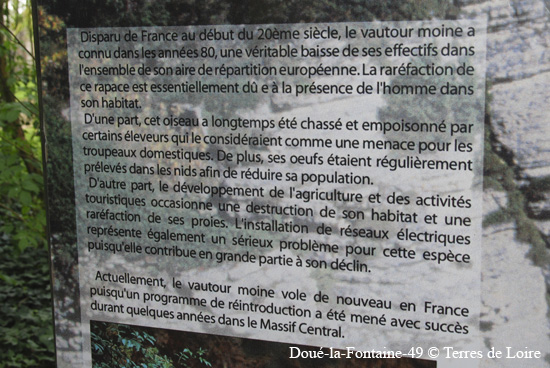 Disparu de France au début du 20ème siècle, le vautour moine a
connu dans les années 80, une véritable baisse de ses effectifs dans
l'ensemble de son aire de répartition européenne. La raréfaction de
ce rapace est essentiellement dû e à la présence de l'homme dans
son habitat.
D'une part, cet oiseau a longtemps été chassé et empoisonné par
certains éleveurs qui le considéraient comme une menace pour les
troupeaux domestiques. De plus, ses oeufs étaient régulièrement
prélevés dans les nids afin de réduire sa population.
D'autre part, le développement de l'agriculture et des activités
touristiques occasionne une destruction de son habitat et une
raréfaction de ses proies. L'installation de réseaux électriques
représente également un sérieux problème pour cette espèce
puisqu'elle contribue en grande partie à son déclin.
Actuellement, le vautour moine vole de nouveau en France
puisqu'un programme de réintroduction a été mené avec succès
durant quelques années dans le Massif Central.
Doué-la-Fontaine-49 © Terres de Loire